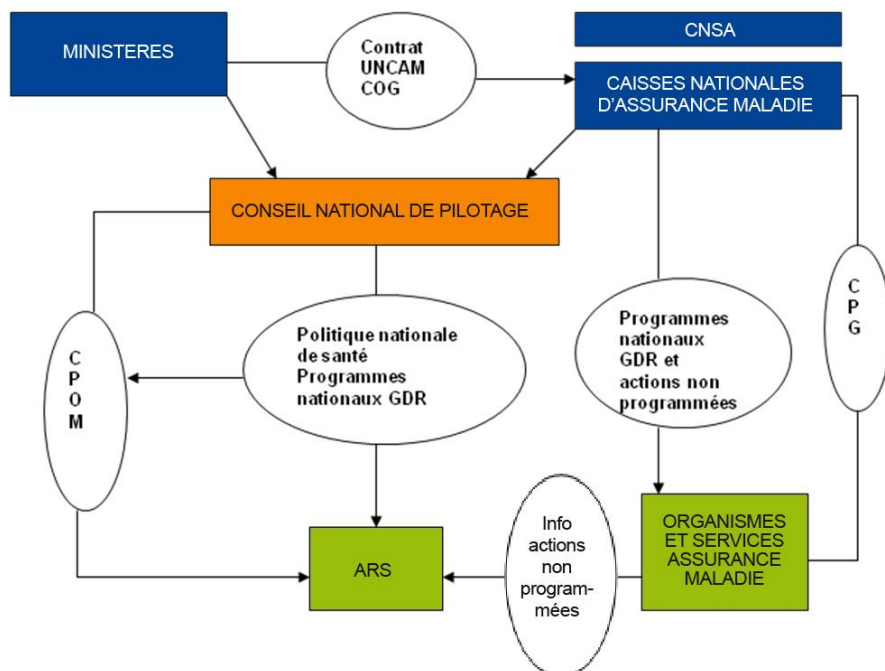 MINISTERES
Contrat
UNCAM
COG
CNSA
CAISSES NATIONALES
D'ASSURANCE MALADIE
CONSEIL NATIONAL DE PILOTAGE
C
P
O
M
Politique nationale
de santé
Programmes
nationaux GDR
Programmes
nationaux
GDR et
actions non
programmées
C
P
G
ARS
Info
actions
non
program-
mées
ORGANISMES
ET SERVICES
ASSURANCE
MALADIE